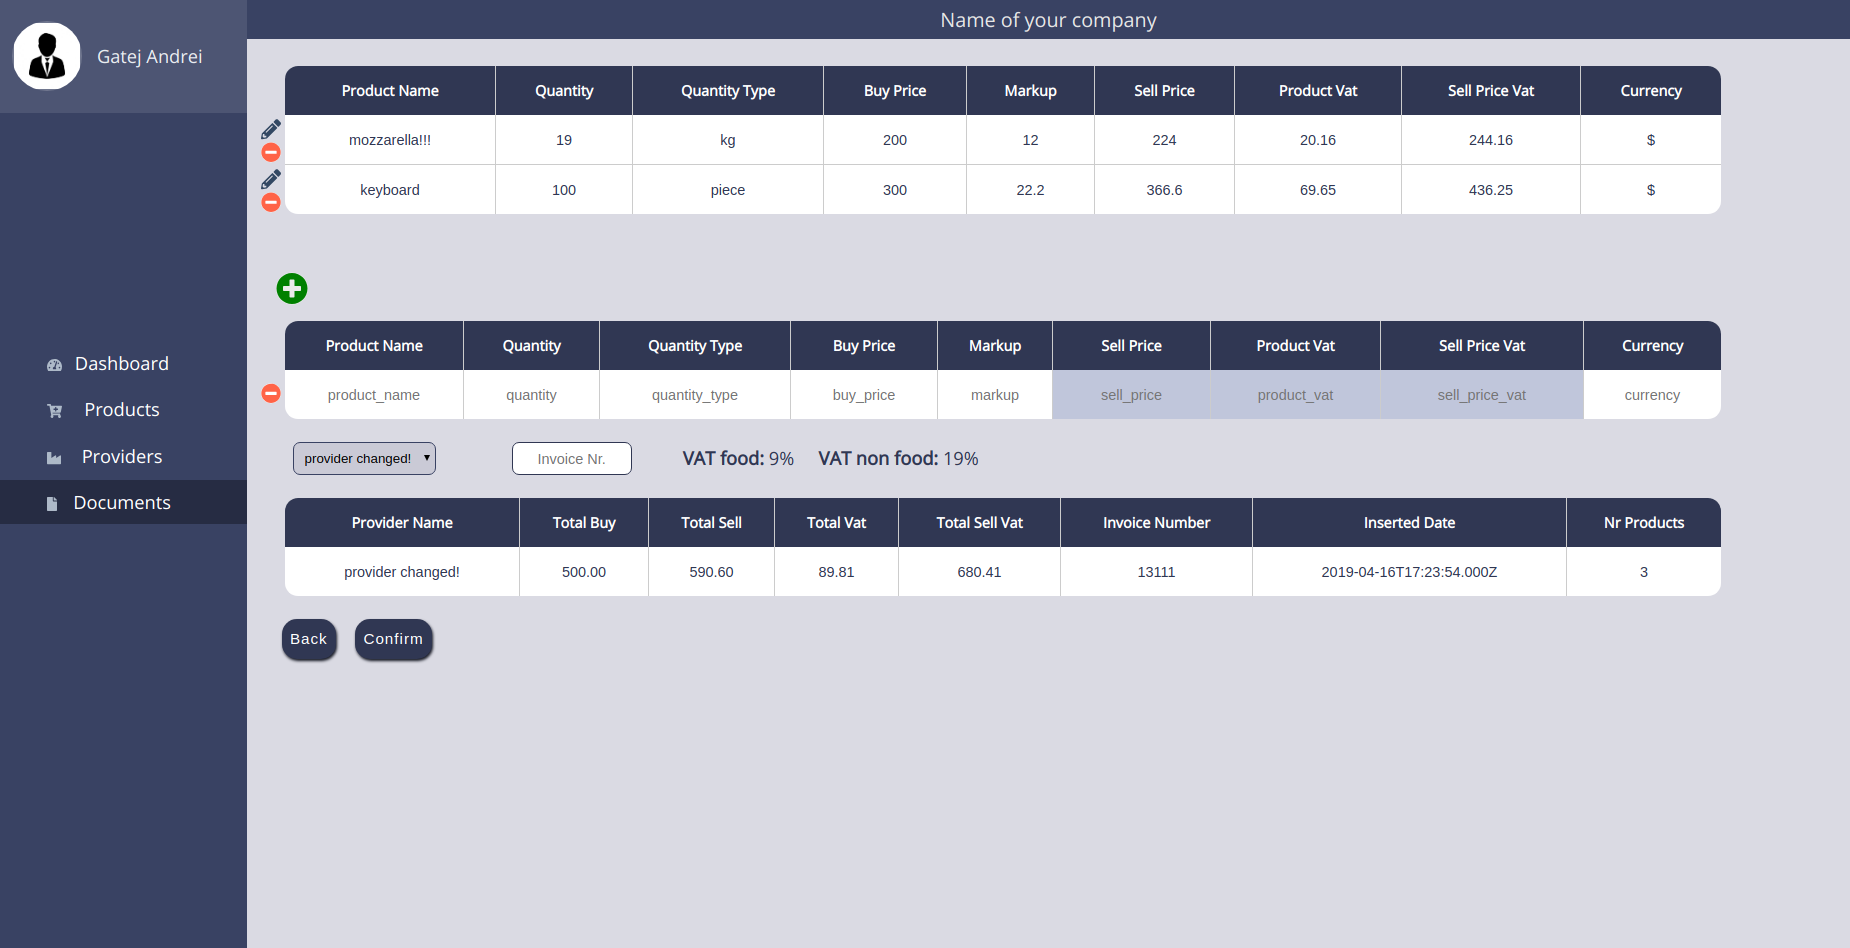 Name of your company
Gatej Andrei
Dashboard
Products
Providers
Documents
Product Name Quantity Quantity Type Buy Price Markup Sell Price Product Vat Sell Price Vat Currency
mozzarella!!! 19 kg 200 12 224 20.16 244.16 $
keyboard 100 piece 300 22.2 366.6 69.65 436.25 $
Product Name Quantity Quantity Type Buy Price Markup Sell Price Product Vat Sell Price Vat Currency
product_name quantity quantity_type buy_price markup sell_price product_vat sell_price_vat currency
provider changed! Invoice Nr. VAT food: 9% VAT non food: 19%
Provider Name Total Buy Total Sell Total Vat Total Sell Vat Invoice Number Inserted Date Nr Products
provider changed! 500.00 590.60 89.81 680.41 13111 2019-04-16T17:23:54.000Z 3
Back Confirm